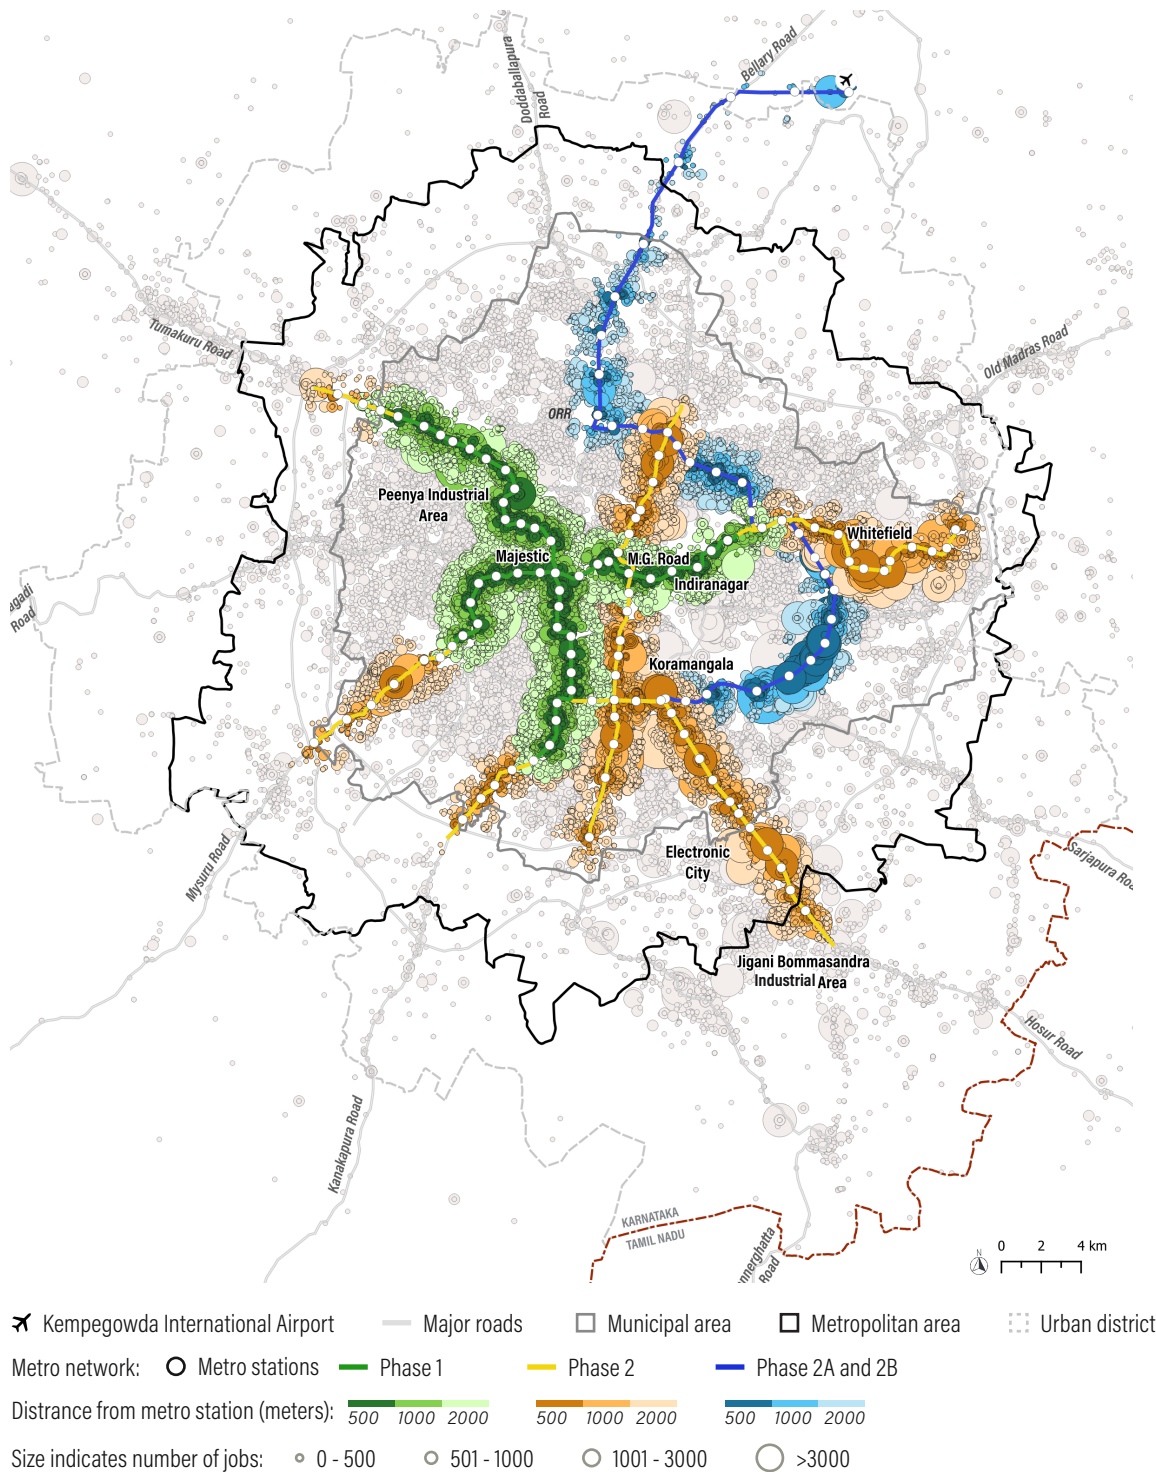 Bellary Road
Doddaballapura
Road
Tumakuru Road
Old Madras Road
ORR
Peenya Industrial
Area
Whitefield
Majestic
M.G. Road
Indiranagar
agadi
Road
Koramangala
Electronic
City
Mysuru Road
Sarjapura Roa
Jigani Bommasandra
Industrial Area
Hosur Road
Kanakapura Road
KARNATAKA
TAMIL NADU
nnerghatta
Road
N
0 2 4 km
Kempegowda International Airport Major roads Municipal area Metropolitan area Urban district
Metro network: Metro stations Phase 1 Phase 2 Phase 2A and 2B
Distrance from metro station (meters): 500 1000 2000 500 1000 2000 500 1000 2000
Size indicates number of jobs: 0 - 500 501 - 1000 1001 - 3000 >3000